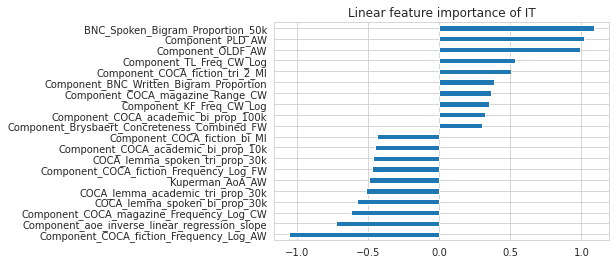 Linear feature importance of IT
BNC_Spoken_Bigram_Proportion_50k
Component_PLD_AW
Component_OLDF_AW
Component_TL_Freq_CW_Log
Component_COCA_fiction_tri_2_MI
Component_BNC_Written_Bigram_Proportion
Component_COCA_magazine_Range_CW
Component_KF_Freq_CW_Log
Component_COCA_academic_bi_prop_100k
Component_Brysbaert_Concreteness_Combined_FW
Component_COCA_fiction_bi_MI
Component_COCA_academic_bi_prop_10k
COCA_lemma_spoken_tri_prop_30k
Component_COCA_fiction_Frequency_Log_FW
Kuperman_AoA_AW
COCA_lemma_academic_tri_prop_30k
COCA_lemma_spoken_bi_prop_30k
Component_COCA_magazine_Frequency_Log_CW
Component_aoe_inverse_linear_regression_slope
Component_COCA_fiction_Frequency_Log_AW
−1.0 −0.5 0.0 0.5 1.0